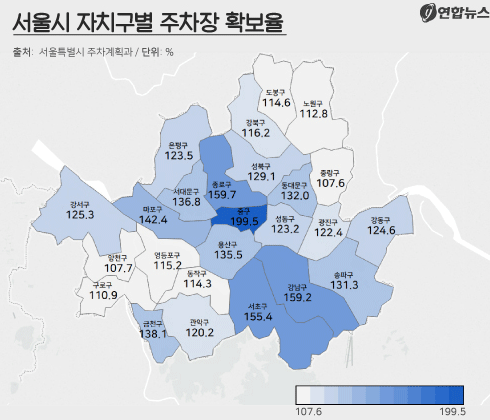 서울시 자치구별 주차장 확보율
연합뉴스
출처: 서울특별시 주차계획과 / 단위: %
도봉구
114.6
노원구
112.8
강북구
116.2
은평구
123.5
성북구
129.1
중랑구
107.6
종로구
159.7
서대문구
136.8
동대문구
132.0
강서구
125.3
마포구
142.4
중구
199.5
성동구
123.2
광진구
122.4
강동구
124.6
용산구
135.5
양천구
107.7
영등포구
115.2
동작구
114.3
송파구
131.3
강남구
159.2
구로구
110.9
서초구
155.4
금천구
138.1
관악구
120.2
107.6
199.5